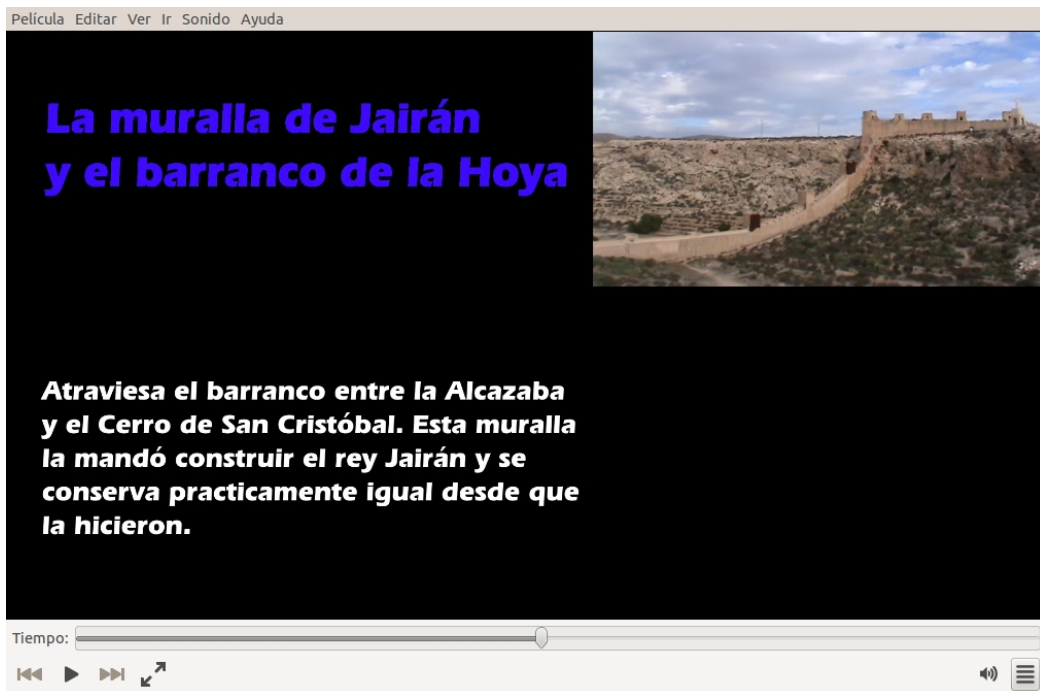 Película Editar Ver Ir Sonido Ayuda
La muralla de Jairán
y el barranco de la Hoya
Atraviesa el barranco entre la Alcazaba
y el Cerro de San Cristóbal. Esta muralla
la mandó construir el rey Jairán y se
conserva practicamente igual desde que
la hicieron.
Tiempo: